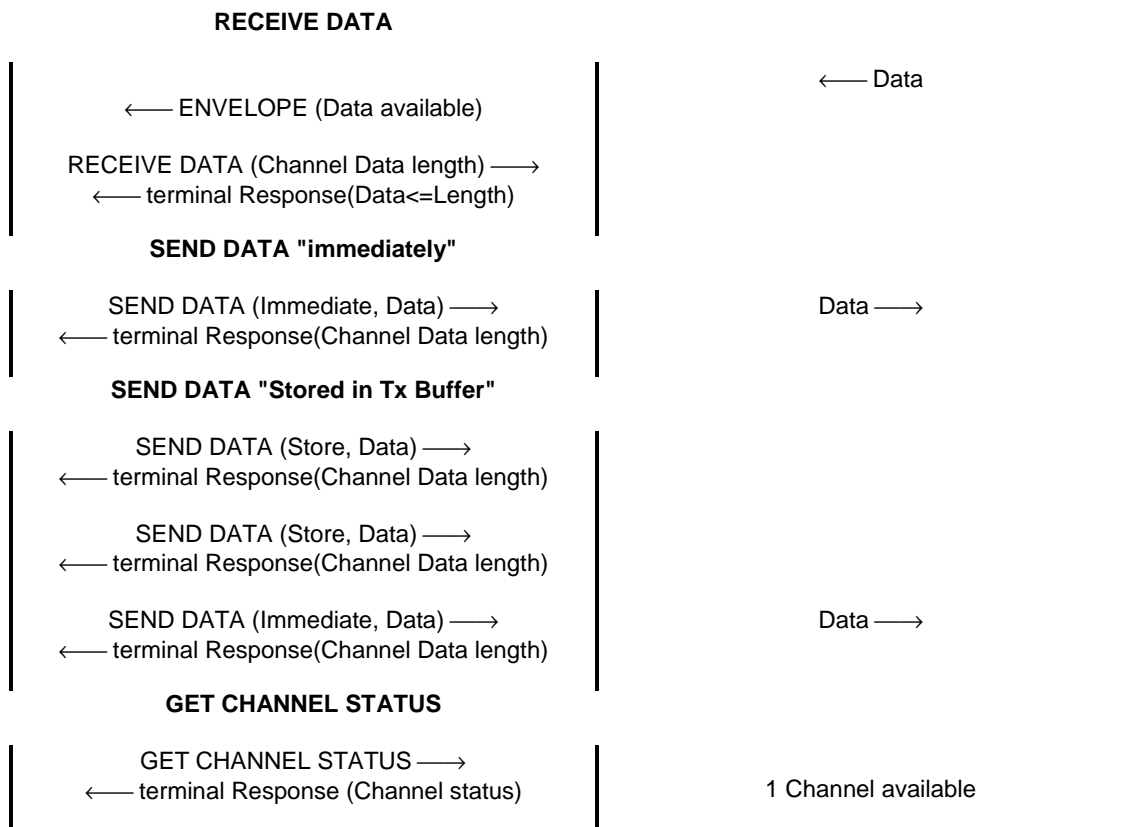 RECEIVE DATA
⟵ Data
⟵ ENVELOPE (Data available)
RECEIVE DATA (Channel Data length) ⟶
⟵ terminal Response(Data<=Length)
SEND DATA "immediately"
SEND DATA (Immediate, Data) ⟶ Data ⟶
⟵ terminal Response(Channel Data length)
SEND DATA "Stored in Tx Buffer"
SEND DATA (Store, Data) ⟶
⟵ terminal Response(Channel Data length)
SEND DATA (Store, Data) ⟶
⟵ terminal Response(Channel Data length)
SEND DATA (Immediate, Data) ⟶ Data ⟶
⟵ terminal Response(Channel Data length)
GET CHANNEL STATUS
GET CHANNEL STATUS ⟶
⟵ terminal Response (Channel status) 1 Channel available